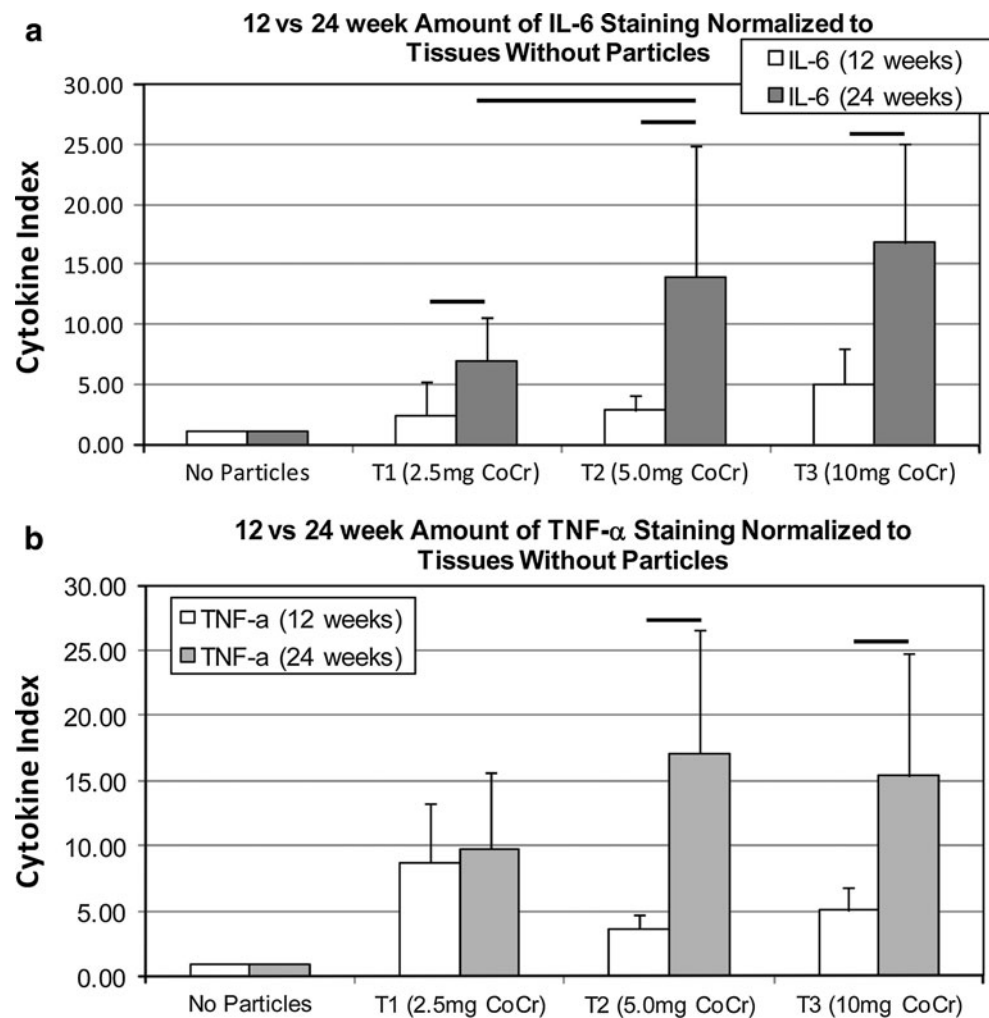 a
12 vs 24 week Amount of IL-6 Staining Normalized to
Tissues Without Particles
IL-6 (12 weeks)
IL-6 (24 weeks)
Cytokine Index
30.00
25.00
20.00
15.00
10.00
5.00
0.00
No Particles
T1 (2.5mg CoCr)
T2 (5.0mg CoCr)
T3 (10mg CoCr)
b
12 vs 24 week Amount of TNF-α Staining Normalized to
Tissues Without Particles
TNF-a (12 weeks)
TNF-a (24 weeks)
Cytokine Index
30.00
25.00
20.00
15.00
10.00
5.00
0.00
No Particles
T1 (2.5mg CoCr)
T2 (5.0mg CoCr)
T3 (10mg CoCr)